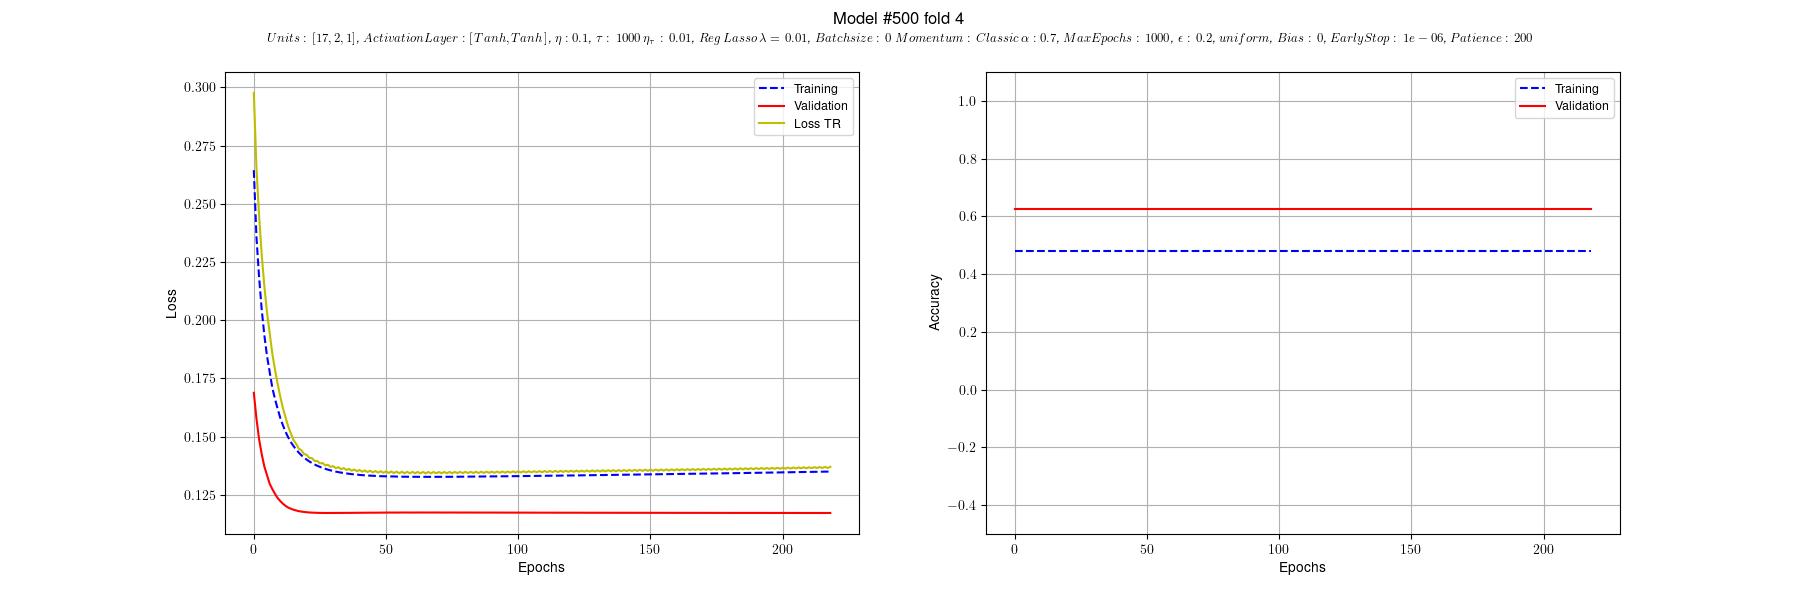 Model #500 fold 4
Units : [17, 2, 1], ActivationLayer : [Tanh, Tanh], η : 0.1, τ : 1000 η_τ : 0.01, Reg Lasso λ = 0.01, Batchsize : 0 Momentum : Classic α : 0.7, MaxEpochs : 1000, ϵ : 0.2, uniform, Bias : 0, EarlyStop : 1e − 06, Patience : 200
Training
Validation
Loss TR
0.300
0.275
0.250
0.225
0.200
0.175
0.150
0.125
Loss
0 50 100 150 200
Epochs
Training
Validation
1.0
0.8
0.6
0.4
0.2
0.0
−0.2
−0.4
Accuracy
0 50 100 150 200
Epochs